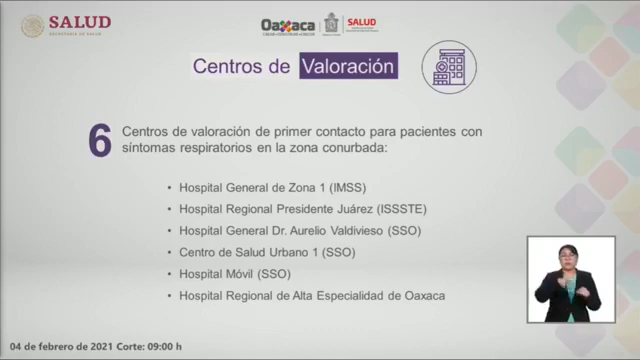 SALUD
SECRETARÍA DE SALUD
Oaxaca
SALUD
Centros de Valoración
6
Centros de valoración de primer contacto para pacientes con
síntomas respiratorios en la zona conurbada:
• Hospital General de Zona 1 (IMSS)
• Hospital Regional Presidente Juárez (ISSSTE)
• Hospital General Dr. Aurelio Valdivieso (SSO)
• Centro de Salud Urbano 1 (SSO)
• Hospital Móvil (SSO)
• Hospital Regional de Alta Especialidad de Oaxaca
04 de febrero de 2021 Corte: 09:00 h